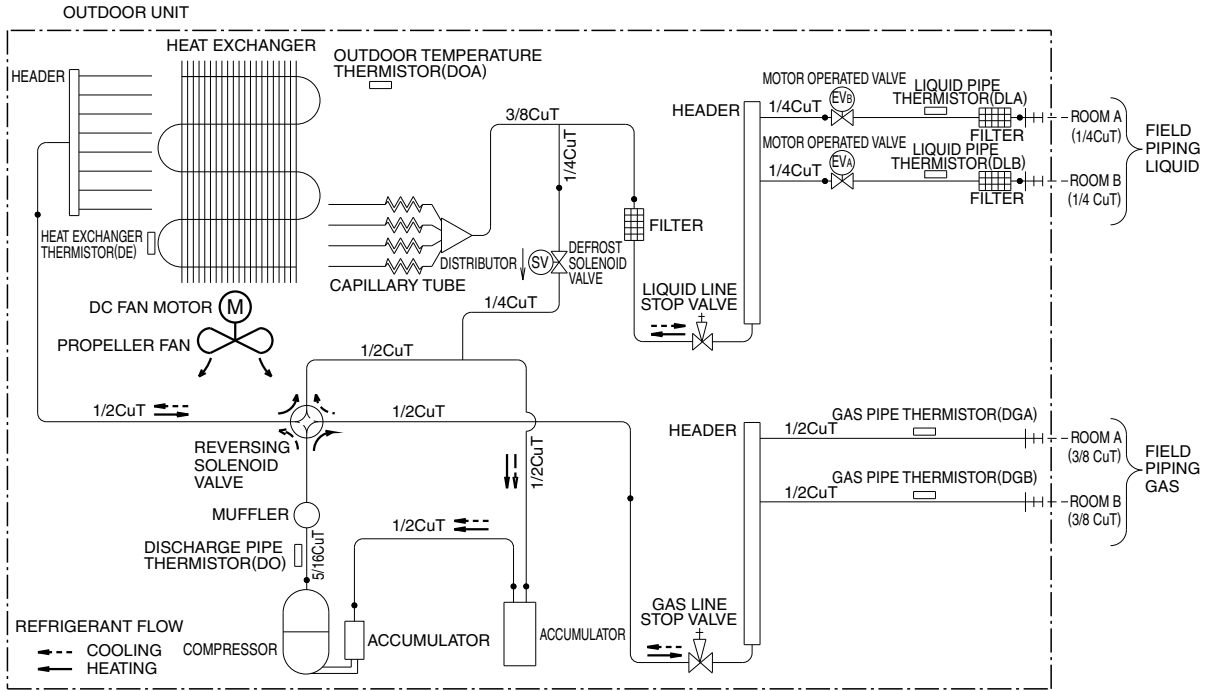 OUTDOOR UNIT
HEAT EXCHANGER
HEADER
OUTDOOR TEMPERATURE
THERMISTOR(DOA)
3/8CuT
1/4CuT
HEADER
MOTOR OPERATED VALVE
1/4CuT
EVB
LIQUID PIPE
THERMISTOR(DLA)
FILTER
ROOM A
(1/4CuT)
MOTOR OPERATED VALVE
1/4CuT
EVA
LIQUID PIPE
THERMISTOR(DLB)
FILTER
ROOM B
(1/4 CuT)
FIELD
PIPING
LIQUID
HEAT EXCHANGER
THERMISTOR(DE)
CAPILLARY TUBE
DISTRIBUTOR
SV
DEFROST
SOLENOID
VALVE
FILTER
LIQUID LINE
STOP VALVE
1/4CuT
DC FAN MOTOR
M
PROPELLER FAN
1/2CuT
1/2CuT
1/2CuT
REVERSING
SOLENOID
VALVE
1/2CuT
HEADER
GAS PIPE THERMISTOR(DGA)
1/2CuT
ROOM A
(3/8 CuT)
GAS PIPE THERMISTOR(DGB)
1/2CuT
ROOM B
(3/8 CuT)
FIELD
PIPING
GAS
MUFFLER
DISCHARGE PIPE
THERMISTOR(DO)
5/16CuT
1/2CuT
COMPRESSOR
ACCUMULATOR
ACCUMULATOR
GAS LINE
STOP VALVE
REFRIGERANT FLOW
COOLING
HEATING